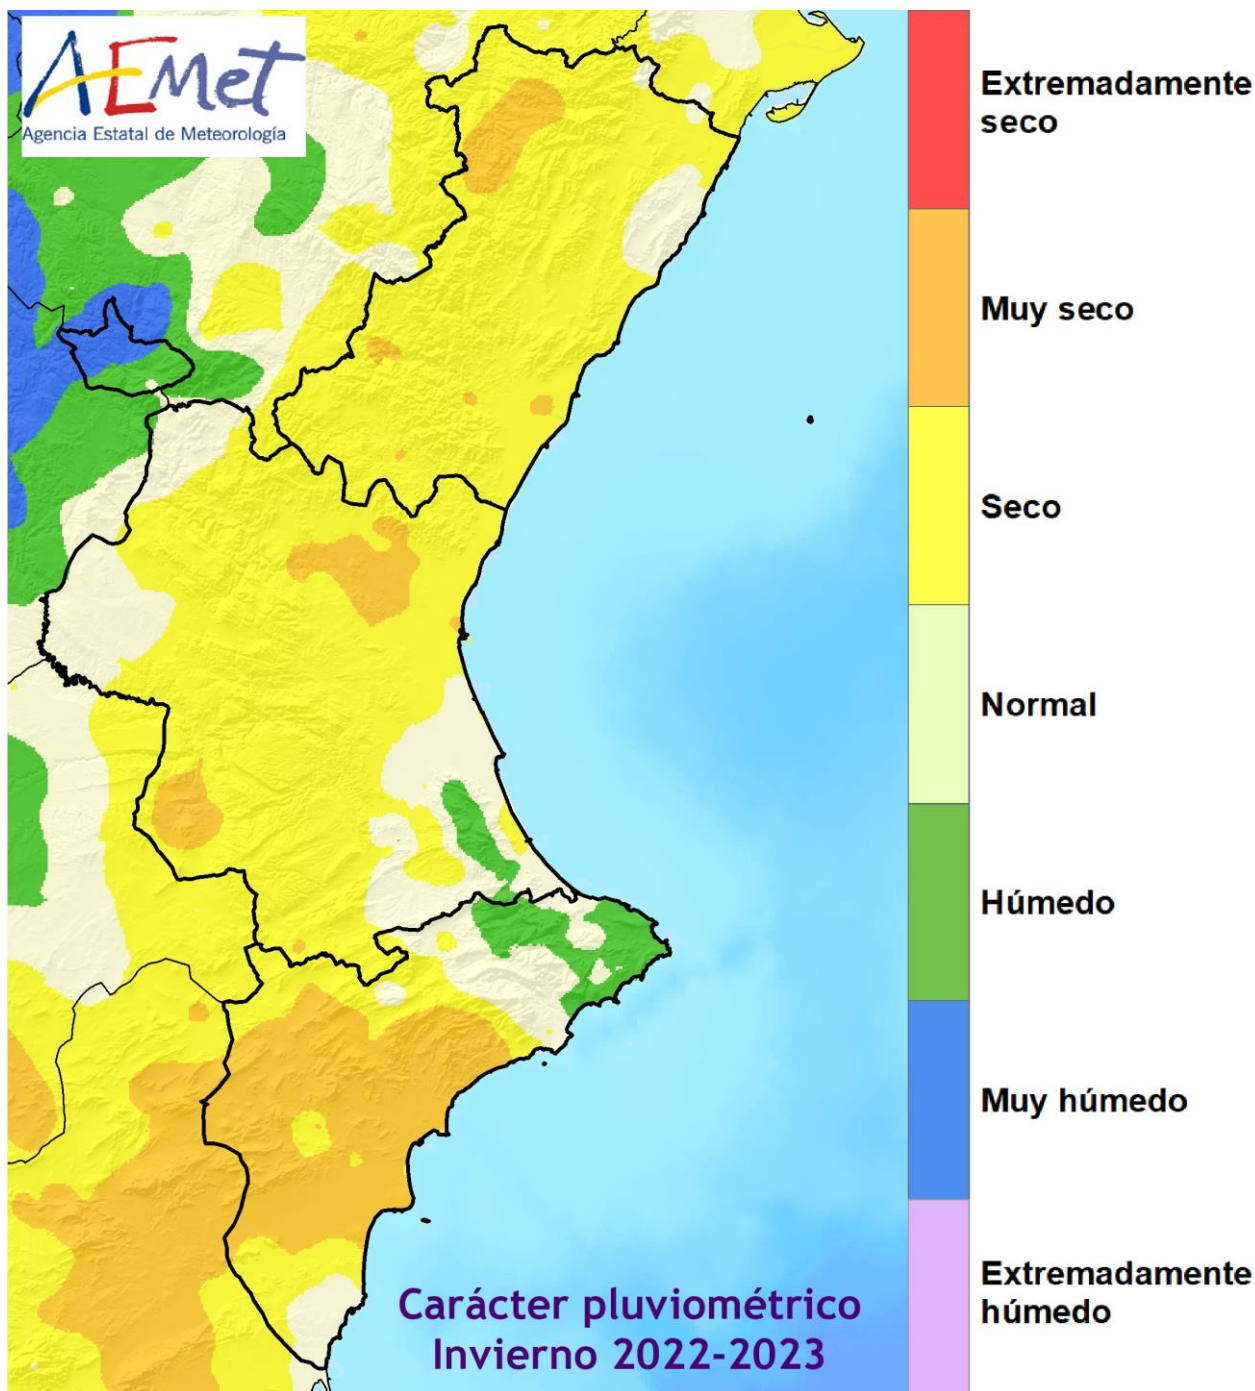 AEMet
Agencia Estatal de Meteorología
Extremadamente
seco
Muy seco
Seco
Normal
Húmedo
Muy húmedo
Extremadamente
húmedo
Carácter pluviométrico
Invierno 2022-2023